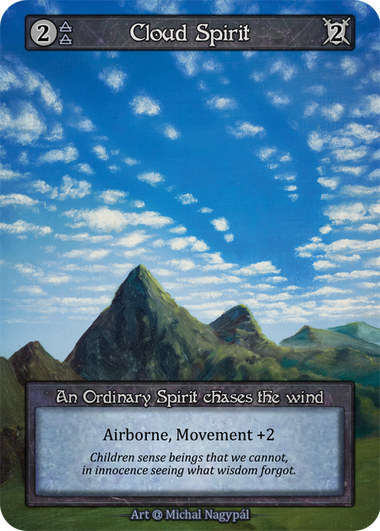 2 Cloud Spirit 2
An Ordinary Spirit chases the wind
Airborne, Movement +2
Children sense beings that we cannot,
in innocence seeing what wisdom forgot.
Art @ Michal Nagypál